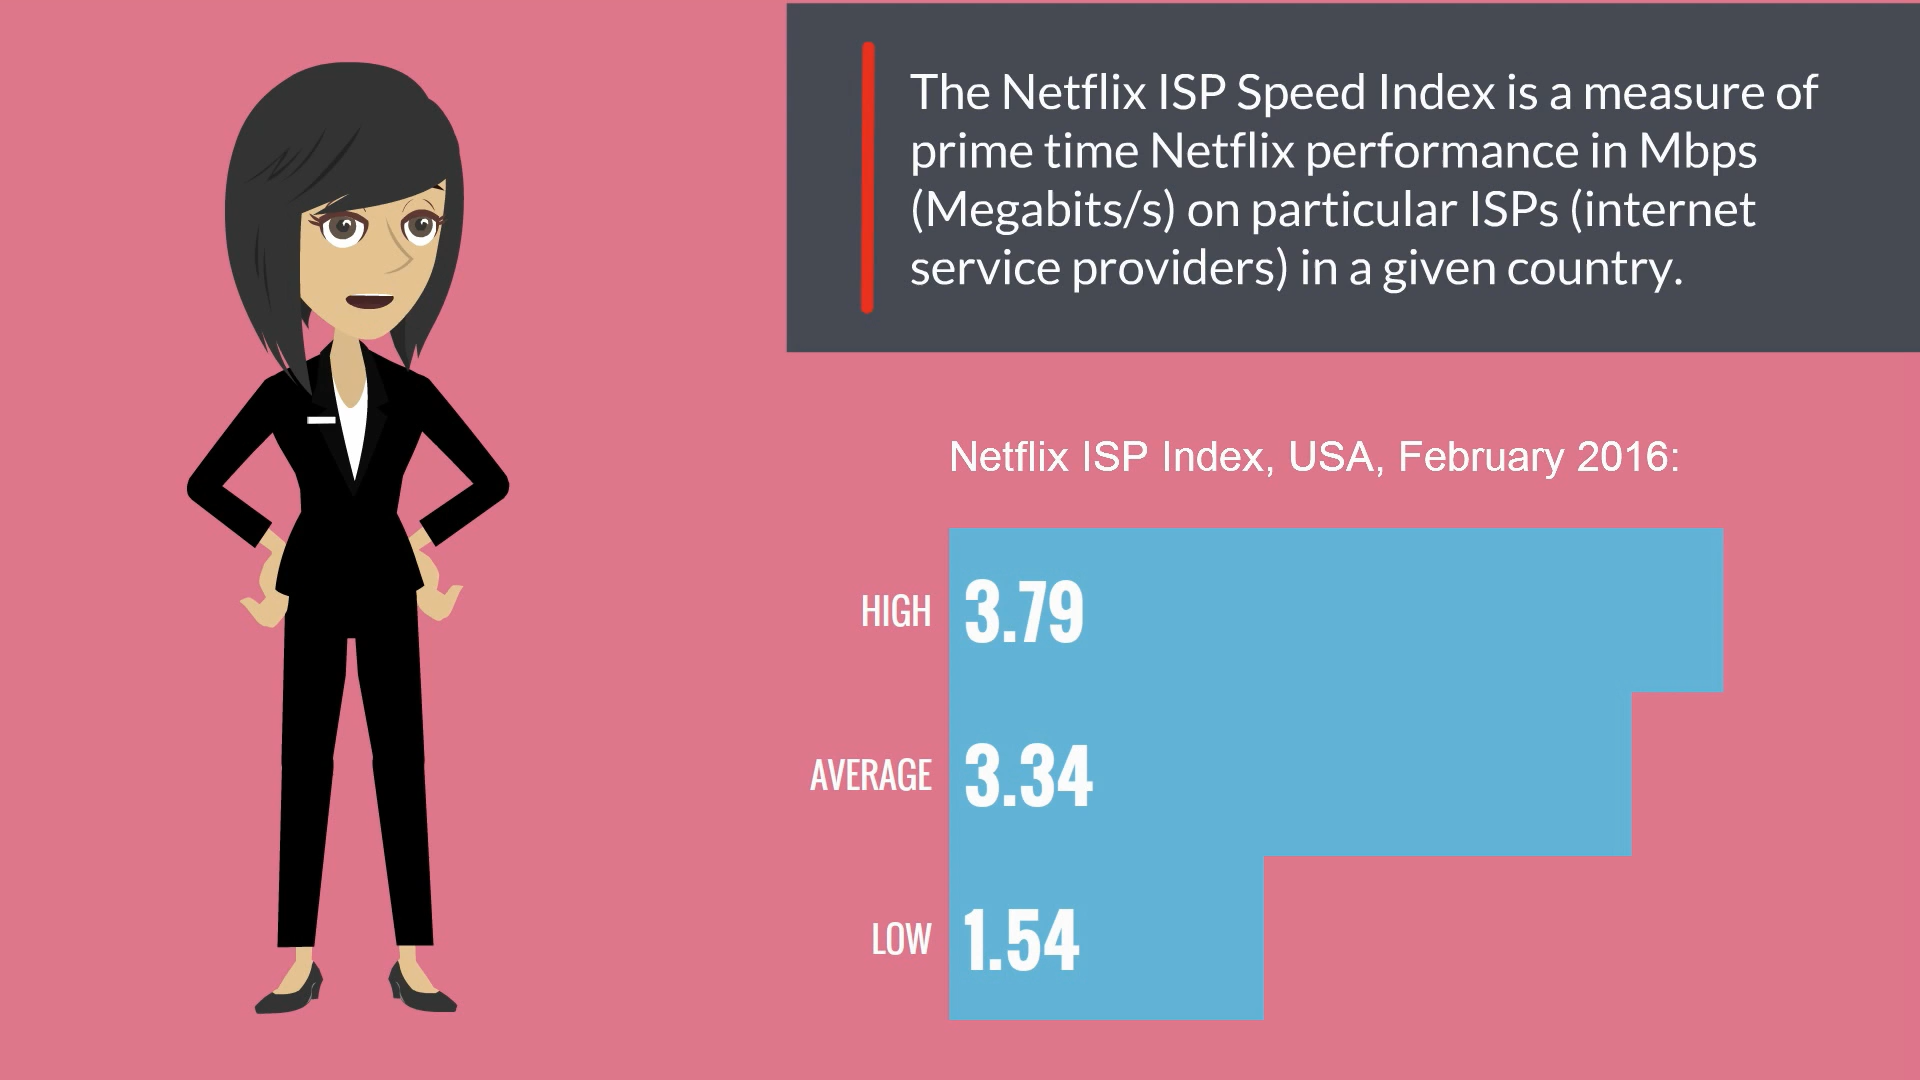 The Netflix ISP Speed Index is a measure of
prime time Netflix performance in Mbps
(Megabits/s) on particular ISPs (internet
service providers) in a given country.
Netflix ISP Index, USA, February 2016:
HIGH 3.79
AVERAGE 3.34
LOW 1.54